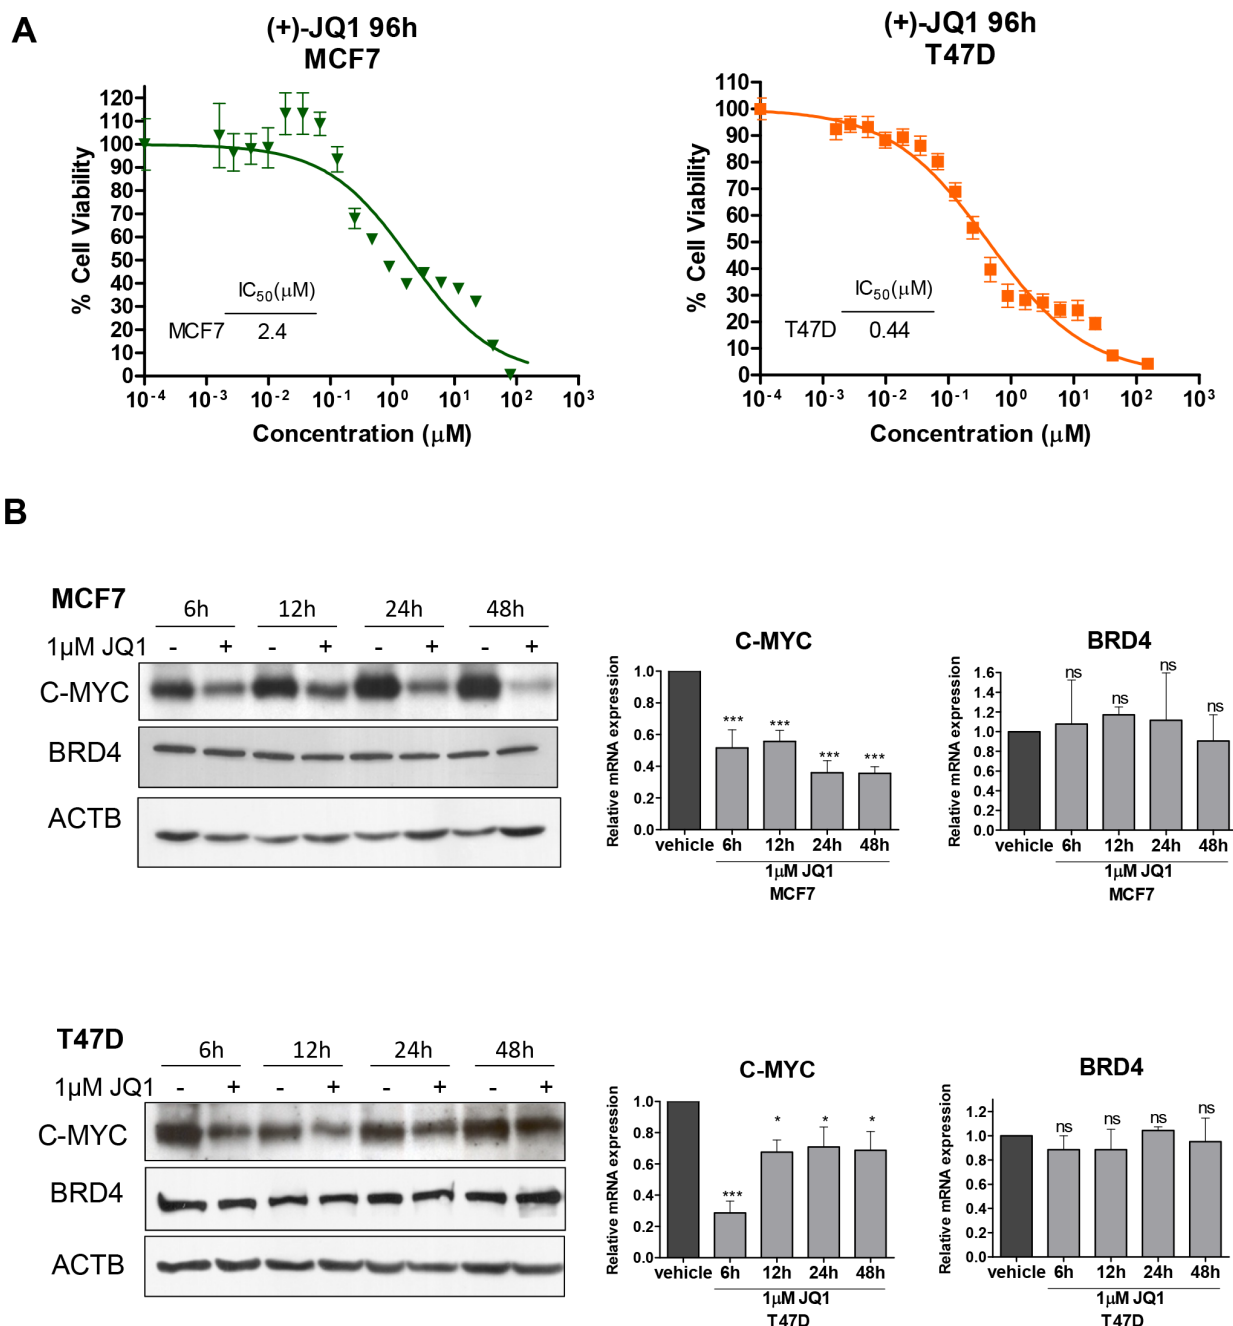 A
(+)-JQ1 96h
MCF7
% Cell Viability
120
110
100
90
80
70
60
50
40
30
20
10
0
IC50(μM)
MCF7 2.4
10-4 10-3 10-2 10-1 100 101 102 103
Concentration (μM)
(+)-JQ1 96h
T47D
% Cell Viability
110
100
90
80
70
60
50
40
30
20
10
0
IC50(μM)
T47D 0.44
10-4 10-3 10-2 10-1 100 101 102 103
Concentration (μM)
B
MCF7
6h 12h 24h 48h
1μM JQ1 - + - + - + - +
C-MYC
BRD4
ACTB
C-MYC
Relative mRNA expression
1.0
0.8
0.6
0.4
0.2
0.0
*** *** *** ***
vehicle 6h 12h 24h 48h
1μM JQ1
MCF7
BRD4
Relative mRNA expression
1.6
1.4
1.2
1.0
0.8
0.6
0.4
0.2
0.0
ns ns ns ns
vehicle 6h 12h 24h 48h
1μM JQ1
MCF7
T47D
6h 12h 24h 48h
1μM JQ1 - + - + - + - +
C-MYC
BRD4
ACTB
C-MYC
Relative mRNA expression
1.0
0.8
0.6
0.4
0.2
0.0
*** * * *
vehicle 6h 12h 24h 48h
1μM JQ1
T47D
BRD4
Relative mRNA expression
1.2
1.0
0.8
0.6
0.4
0.2
0.0
ns ns ns ns
vehicle 6h 12h 24h 48h
1μM JQ1
T47D